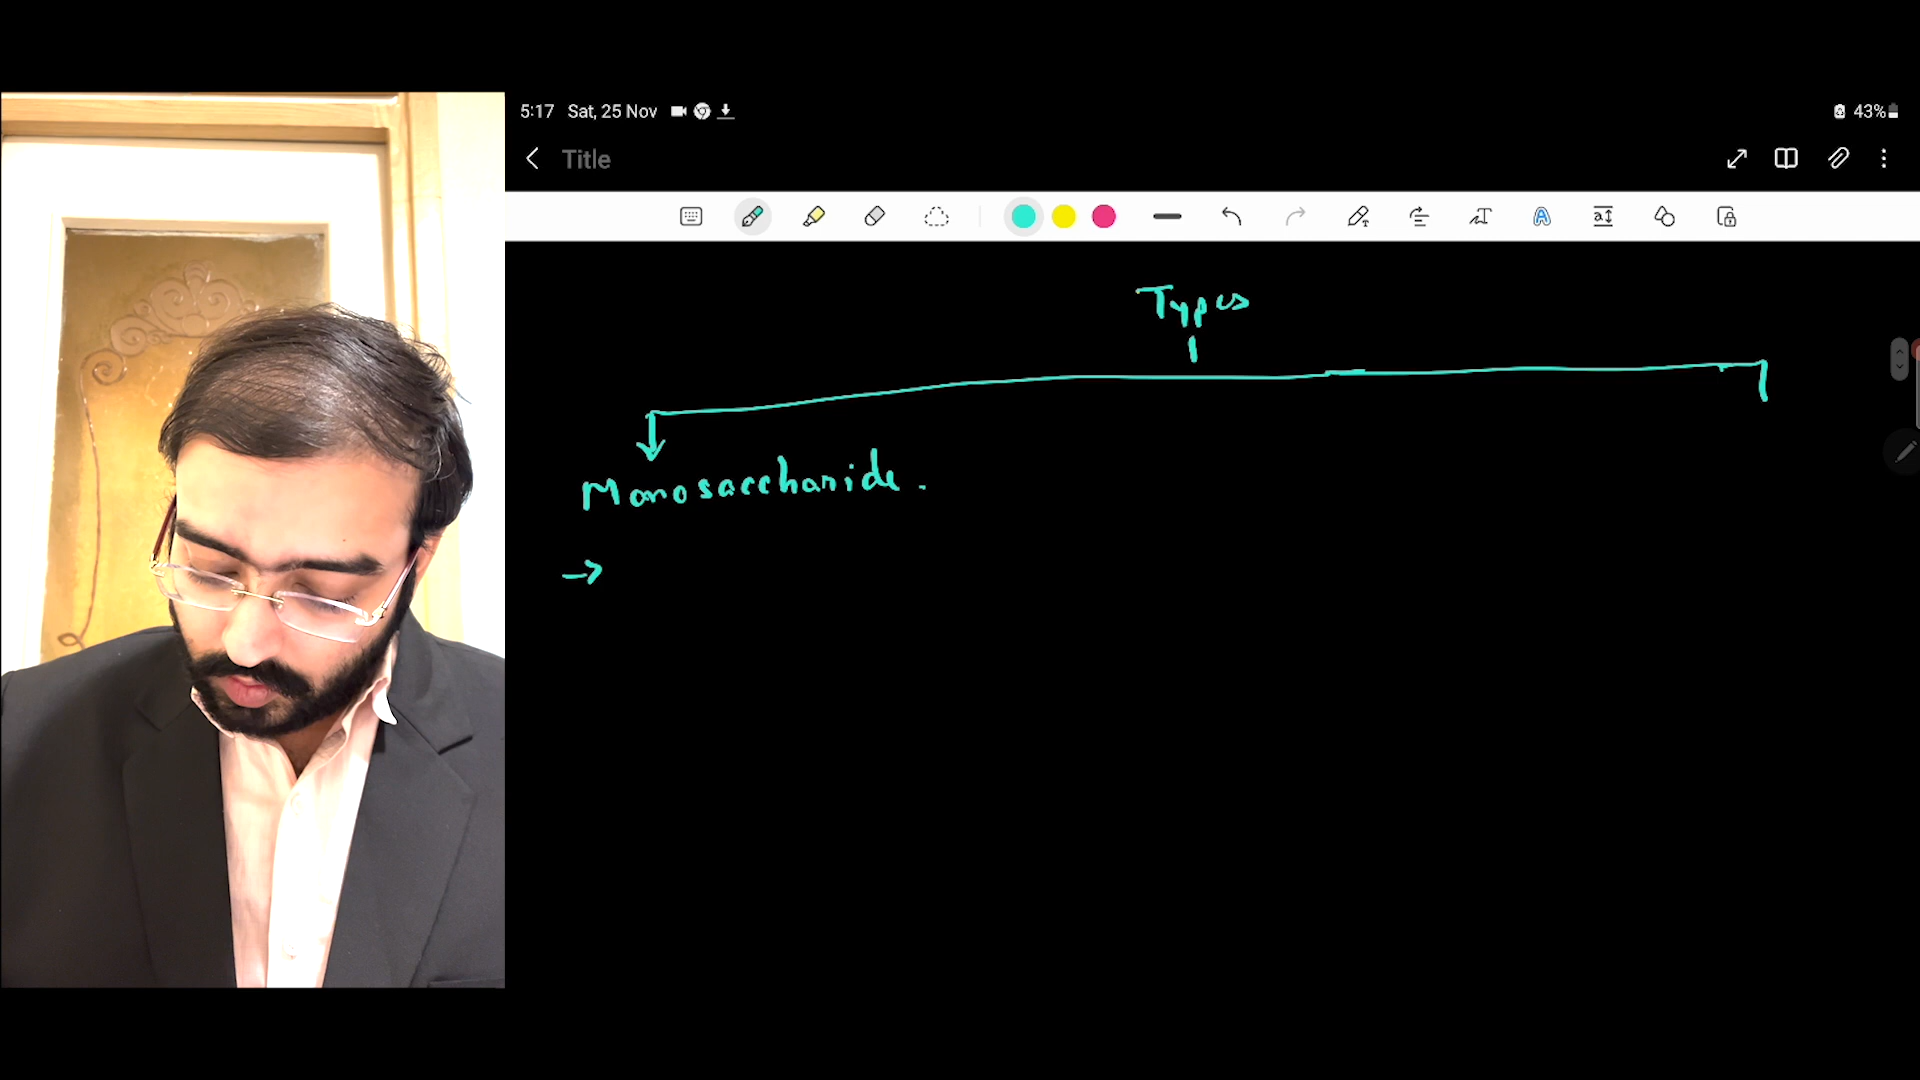 5:17 Sat, 25 Nov 43%
Title
Types
Monosaccharide.
→